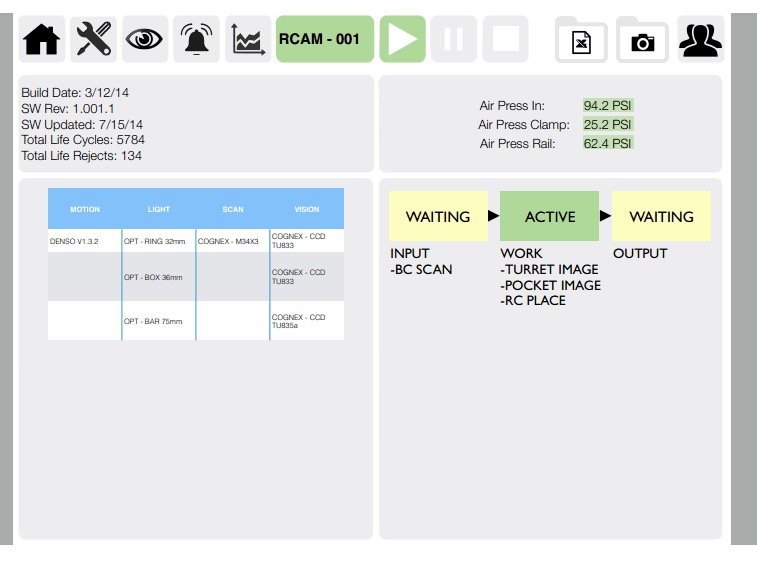 RCAM - 001
Build Date: 3/12/14
SW Rev: 1.001.1
SW Updated: 7/15/14
Total Life Cycles: 5784
Total Life Rejects: 134
Air Press In: 94.2 PSI
Air Press Clamp: 25.2 PSI
Air Press Rail: 62.4 PSI
MOTION LIGHT SCAN VISION
DENSO V1.3.2 OPT - RING 32mm COGNEX - M34X3 COGNEX - CCD
TU833
OPT - BOX 36mm COGNEX - CCD
TU833
OPT - BAR 75mm COGNEX - CCD
TU835a
WAITING ACTIVE WAITING
INPUT WORK OUTPUT
-BC SCAN -TURRET IMAGE
-POCKET IMAGE
-RC PLACE